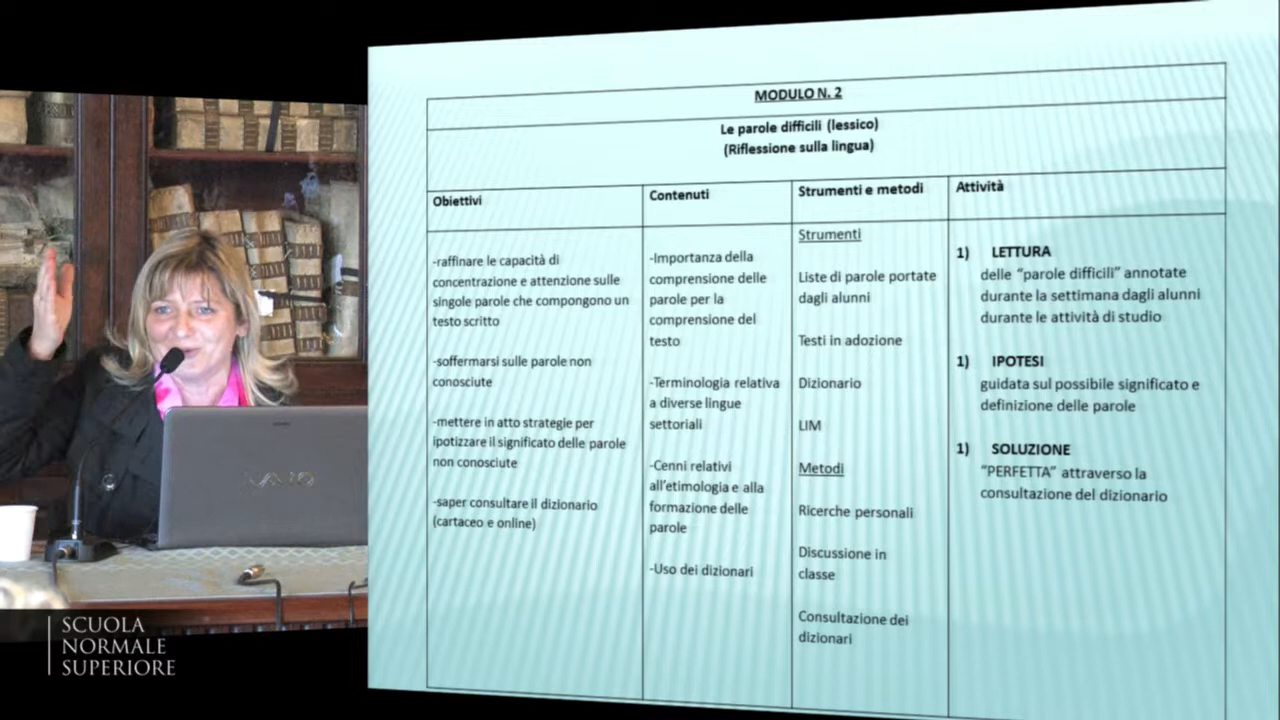 MODULO N. 2
Le parole difficili (lessico)
(Riflessione sulla lingua)
Obiettivi
-raffinare le capacità di
concentrazione e attenzione sulle
singole parole che compongono un
testo scritto
-soffermarsi sulle parole non
conosciute
-mettere in atto strategie per
ipotizzare il significato delle parole
non conosciute
-saper consultare il dizionario
(cartaceo e online)
Contenuti
-Importanza della
comprensione delle
parole per la
comprensione del
testo
-Terminologia relativa
a diverse lingue
settoriali
-Cenni relativi
all'etimologia e alla
formazione delle
parole
-Uso dei dizionari
Strumenti e metodi
Strumenti
Liste di parole portate
dagli alunni
Testi in adozione
Dizionario
LIM
Metodi
Ricerche personali
Discussione in
classe
Consultazione dei
dizionari
Attività
1) LETTURA
delle "parole difficili" annotate
durante la settimana dagli alunni
durante le attività di studio
1) IPOTESI
guidata sul possibile significato e
definizione delle parole
1) SOLUZIONE
"PERFETTA" attraverso la
consultazione del dizionario
VAIO
SCUOLA
NORMALE
SUPERIORE